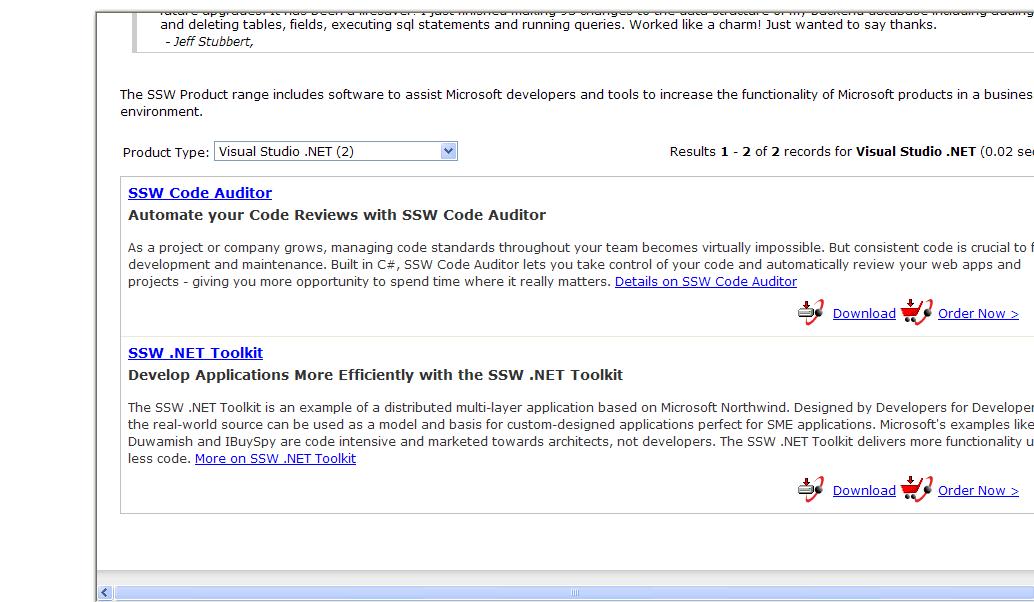 and deleting tables, fields, executing sql statements and running queries. Worked like a charm! Just wanted to say thanks.
- Jeff Stubbert,
The SSW Product range includes software to assist Microsoft developers and tools to increase the functionality of Microsoft products in a busines
environment.
Product Type: Visual Studio .NET (2)
Results 1 - 2 of 2 records for Visual Studio .NET (0.02 sec
SSW Code Auditor
Automate your Code Reviews with SSW Code Auditor
As a project or company grows, managing code standards throughout your team becomes virtually impossible. But consistent code is crucial to f
development and maintenance. Built in C#, SSW Code Auditor lets you take control of your code and automatically review your web apps and
projects - giving you more opportunity to spend time where it really matters. Details on SSW Code Auditor
Download Order Now >
SSW .NET Toolkit
Develop Applications More Efficiently with the SSW .NET Toolkit
The SSW .NET Toolkit is an example of a distributed multi-layer application based on Microsoft Northwind. Designed by Developers for Developer
the real-world source can be used as a model and basis for custom-designed applications perfect for SME applications. Microsoft's examples like
Duwamish and IBuySpy are code intensive and marketed towards architects, not developers. The SSW .NET Toolkit delivers more functionality u
less code. More on SSW .NET Toolkit
Download Order Now >